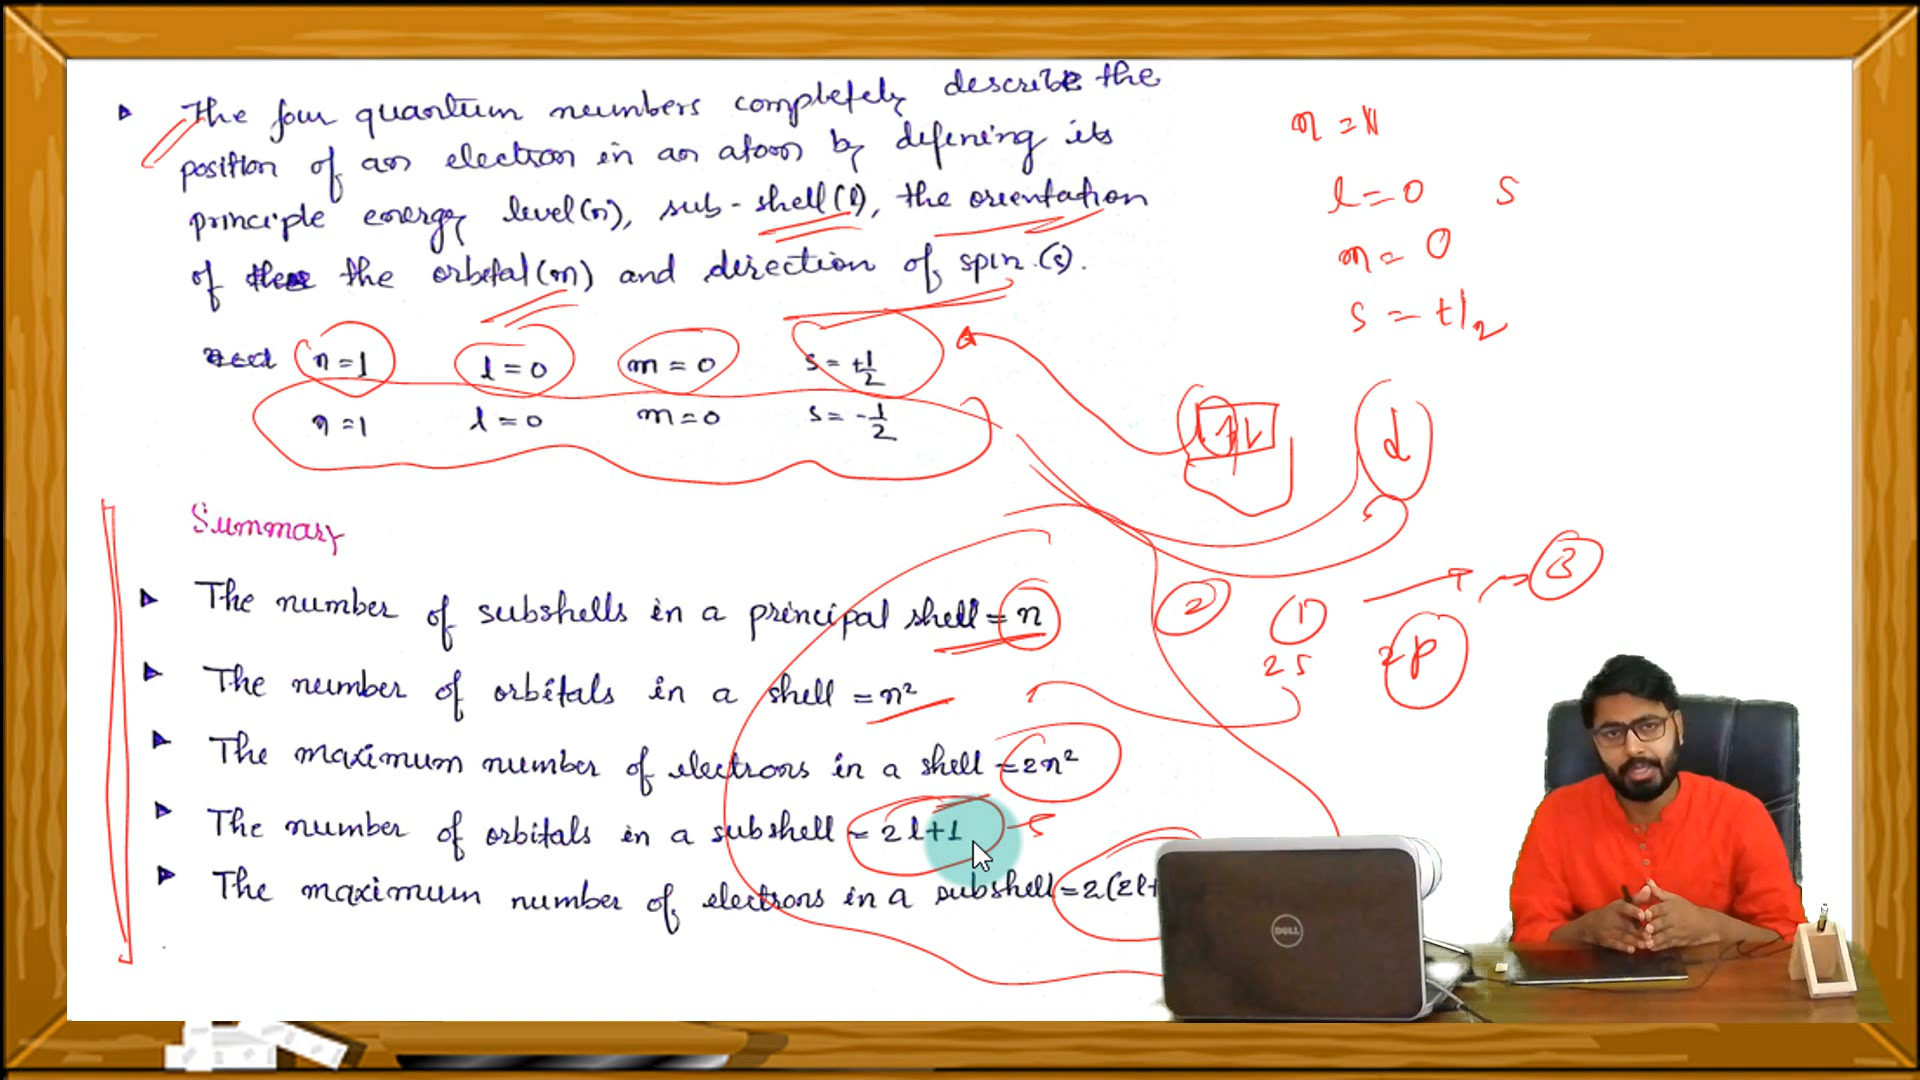 The four quantum numbers completely describe the
position of an electron in an atom by defining its
principle energy level(n), sub-shell(l), the orientation
of the the orbital(m) and direction of spin.(s).
n=1 l=0 m=0 s=+1/2
n=1 l=0 m=0 s=-1/2
Summary
The number of subshells in a principal shell=n
The number of orbitals in a shell=n²
The maximum number of electrons in a shell=2n²
The number of orbitals in a subshell=2l+1
The maximum number of electrons in a subshell=2(2l+
n=
l=0 s
m=0
s=+1/2
d
2 1 3
2s 2p
DELL